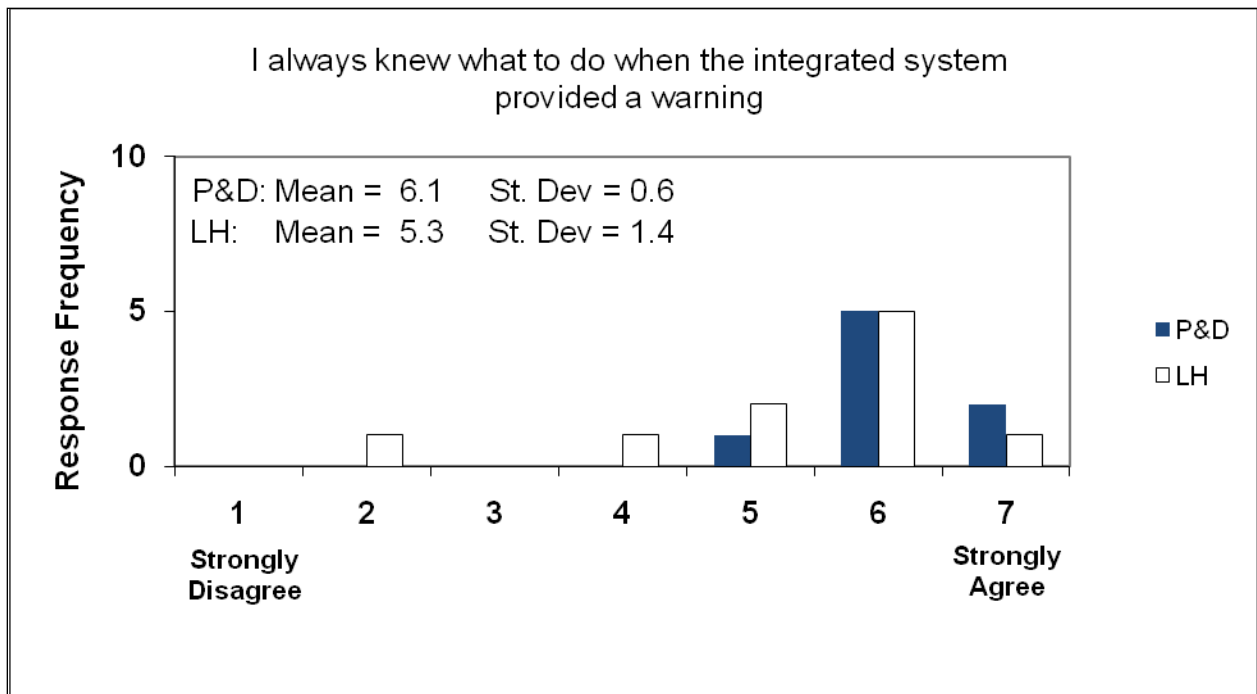 I always knew what to do when the integrated system
provided a warning
10
P&D: Mean = 6.1 St. Dev = 0.6
LH: Mean = 5.3 St. Dev = 1.4
Response Frequency
5
P&D
LH
0
1 2 3 4 5 6 7
Strongly Disagree
Strongly Agree